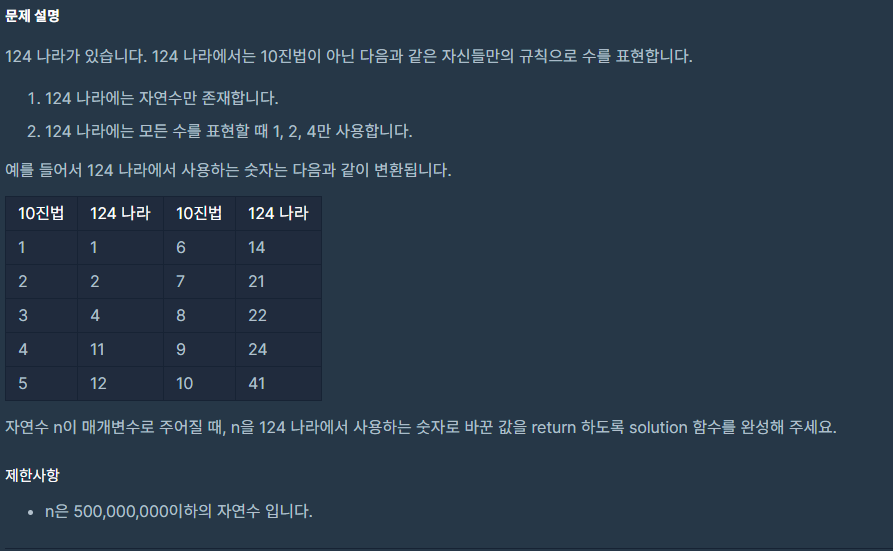 문제 설명
124 나라가 있습니다. 124 나라에서는 10진법이 아닌 다음과 같은 자신들만의 규칙으로 수를 표현합니다.
1. 124 나라에는 자연수만 존재합니다.
2. 124 나라에는 모든 수를 표현할 때 1, 2, 4만 사용합니다.
예를 들어서 124 나라에서 사용하는 숫자는 다음과 같이 변환됩니다.
10진법 124 나라 10진법 124 나라
1 1 6 14
2 2 7 21
3 4 8 22
4 11 9 24
5 12 10 41
자연수 n이 매개변수로 주어질 때, n을 124 나라에서 사용하는 숫자로 바꾼 값을 return 하도록 solution 함수를 완성해 주세요.
제한사항
• n은 500,000,000이하의 자연수 입니다.